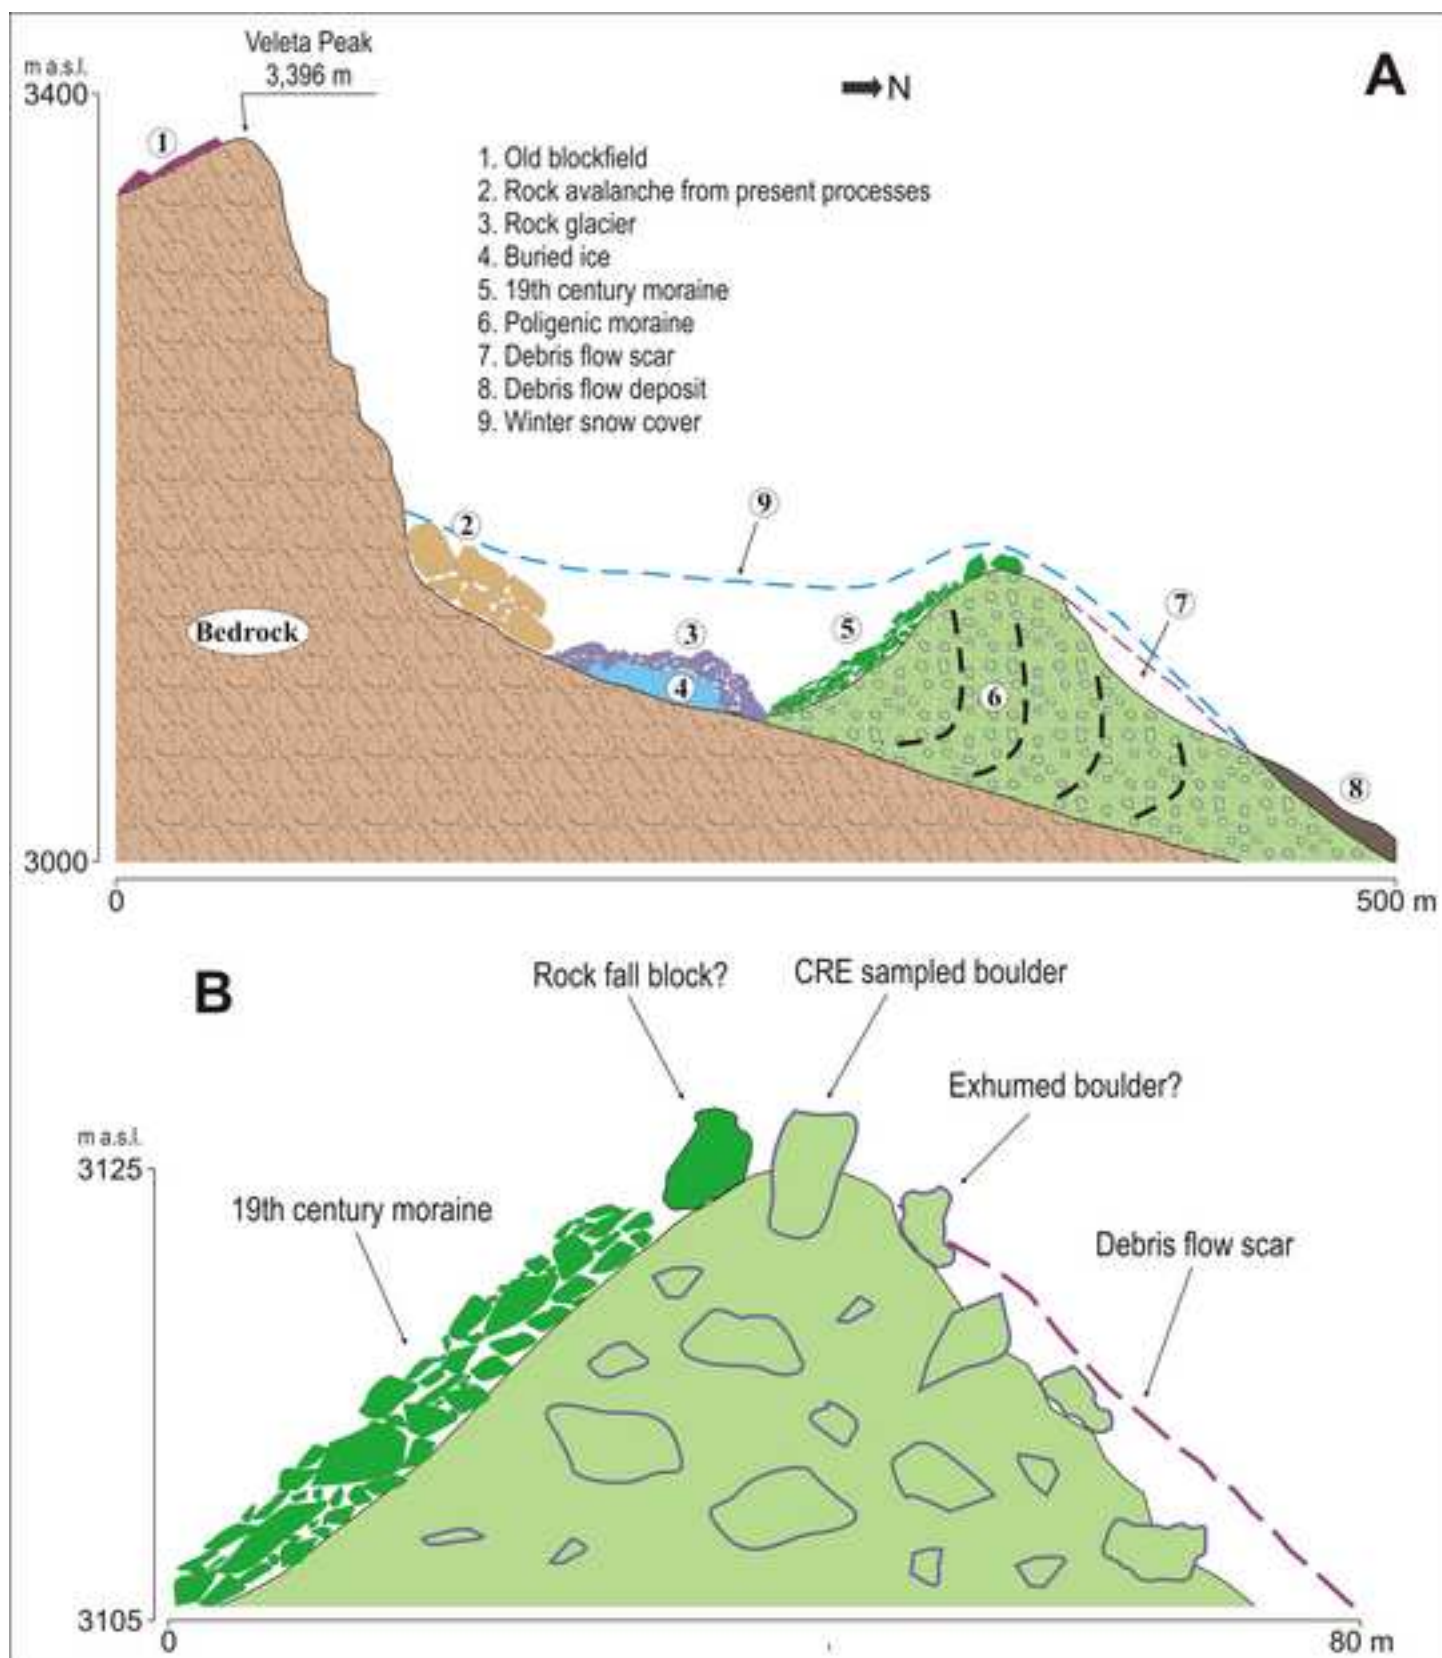 Veleta Peak
3,396 m
m a.s.l.
3400
N
A
1
1. Old blockfield
2. Rock avalanche from present processes
3. Rock glacier
4. Buried ice
5. 19th century moraine
6. Poligenic moraine
7. Debris flow scar
8. Debris flow deposit
9. Winter snow cover
9
2
7
Bedrock
3
5
4
6
8
3000
0
500 m
B
Rock fall block?
CRE sampled boulder
Exhumed boulder?
m a.s.l.
3125
19th century moraine
Debris flow scar
3105
0
80 m